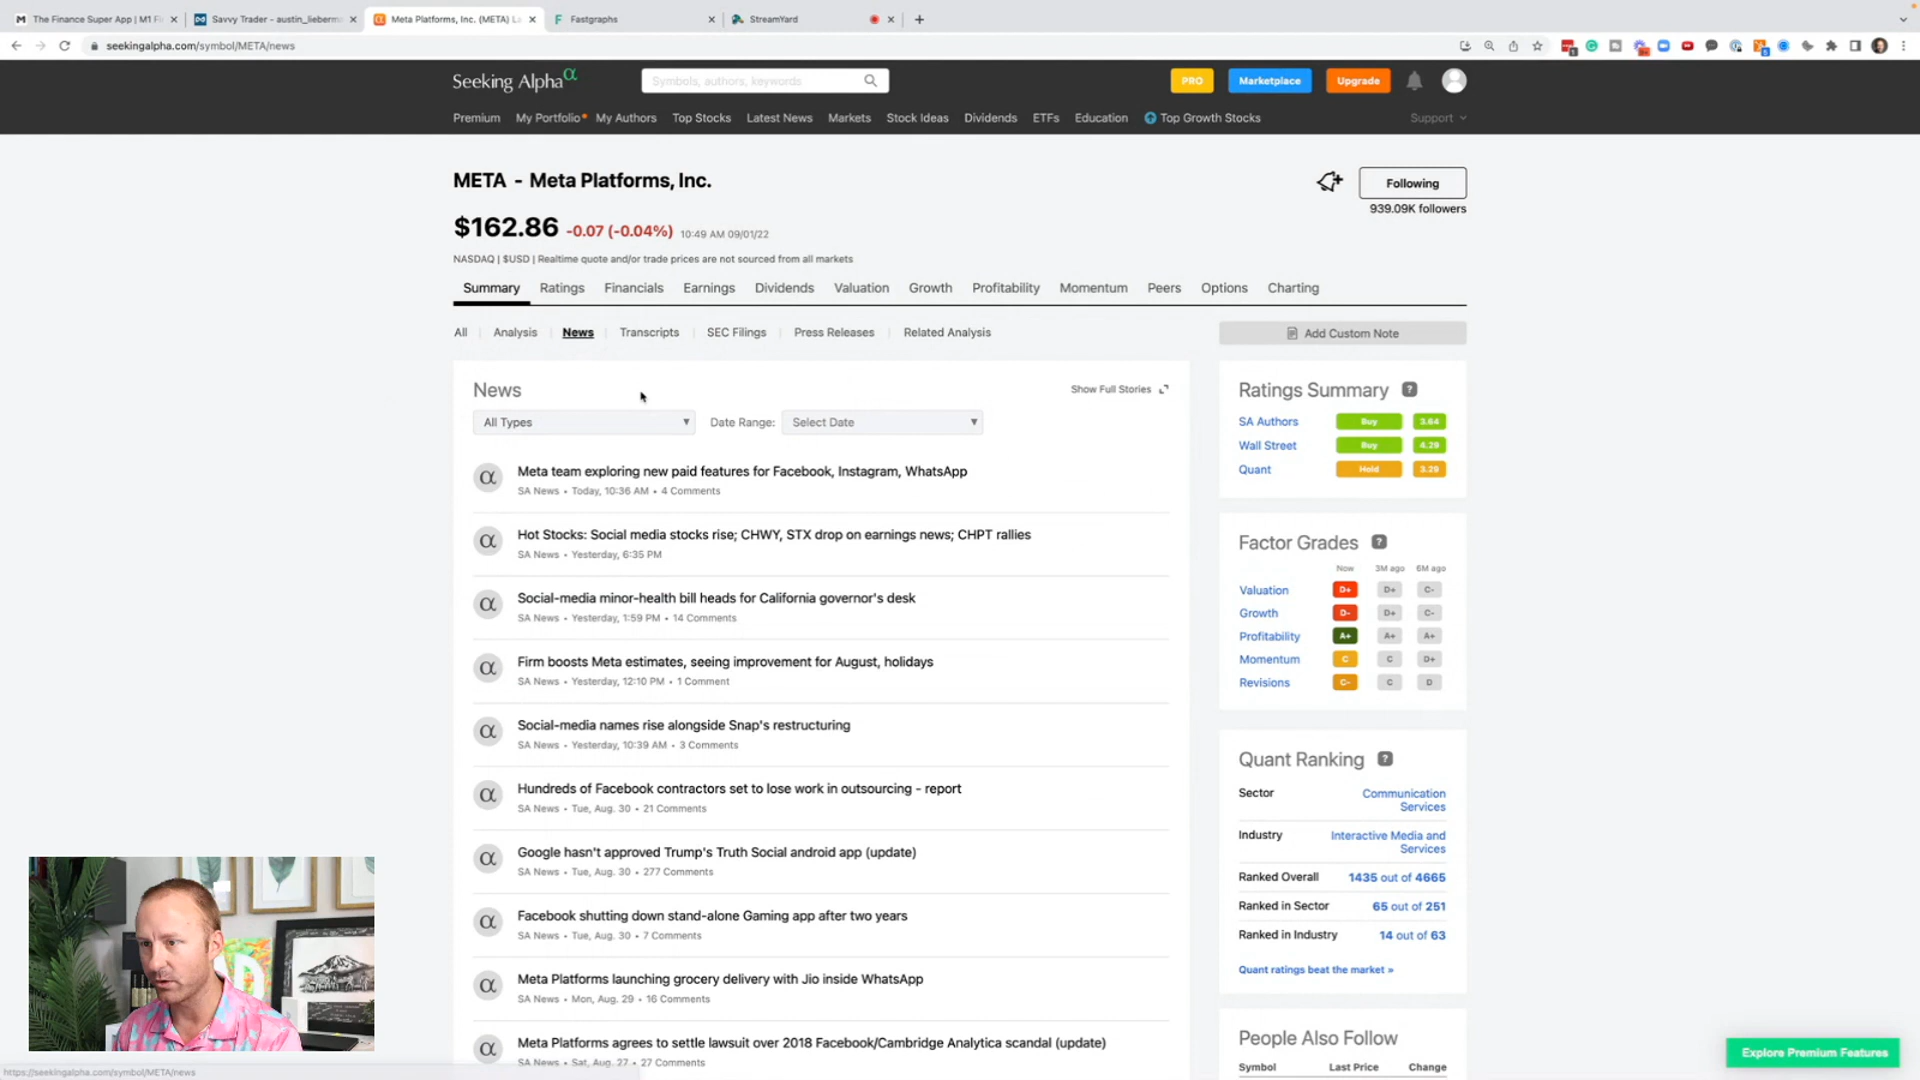 The Finance Super App | M1 Fi
Savvy Trader - austin_lieberma
Meta Platforms, Inc. (META) La
Fastgraphs
StreamYard
seekingalpha.com/symbol/META/news
Seeking Alpha α
Symbols, authors, keywords
PRO
Marketplace
Upgrade
Premium My Portfolio My Authors Top Stocks Latest News Markets Stock Ideas Dividends ETFs Education Top Growth Stocks Support
META - Meta Platforms, Inc.
Following
939.09K followers
$162.86 -0.07 (-0.04%) 10:49 AM 09/01/22
NASDAQ | $USD | Realtime quote and/or trade prices are not sourced from all markets
Summary Ratings Financials Earnings Dividends Valuation Growth Profitability Momentum Peers Options Charting
All | Analysis | News | Transcripts | SEC Filings | Press Releases | Related Analysis
Add Custom Note
News
Show Full Stories
All Types
Date Range: Select Date
Meta team exploring new paid features for Facebook, Instagram, WhatsApp
SA News • Today, 10:36 AM • 4 Comments
Hot Stocks: Social media stocks rise; CHWY, STX drop on earnings news; CHPT rallies
SA News • Yesterday, 6:35 PM
Social-media minor-health bill heads for California governor's desk
SA News • Yesterday, 1:59 PM • 14 Comments
Firm boosts Meta estimates, seeing improvement for August, holidays
SA News • Yesterday, 12:10 PM • 1 Comment
Social-media names rise alongside Snap's restructuring
SA News • Yesterday, 10:39 AM • 3 Comments
Hundreds of Facebook contractors set to lose work in outsourcing - report
SA News • Tue, Aug. 30 • 21 Comments
Google hasn't approved Trump's Truth Social android app (update)
SA News • Tue, Aug. 30 • 277 Comments
Facebook shutting down stand-alone Gaming app after two years
SA News • Tue, Aug. 30 • 7 Comments
Meta Platforms launching grocery delivery with Jio inside WhatsApp
SA News • Mon, Aug. 29 • 16 Comments
Meta Platforms agrees to settle lawsuit over 2018 Facebook/Cambridge Analytica scandal (update)
SA News • Sat, Aug. 27 • 27 Comments
Ratings Summary ?
SA Authors Buy 3.64
Wall Street Buy 4.29
Quant Hold 3.29
Factor Grades ?
Now 3M ago 6M ago
Valuation D+ D+ C-
Growth D- D+ C-
Profitability A+ A+ A+
Momentum C C D+
Revisions C- C D
Quant Ranking ?
Sector Communication
Services
Industry Interactive Media and
Services
Ranked Overall 1435 out of 4665
Ranked in Sector 65 out of 251
Ranked in Industry 14 out of 63
Quant ratings beat the market »
People Also Follow
Symbol Last Price Change
Explore Premium Features
https://seekingalpha.com/symbol/META/news